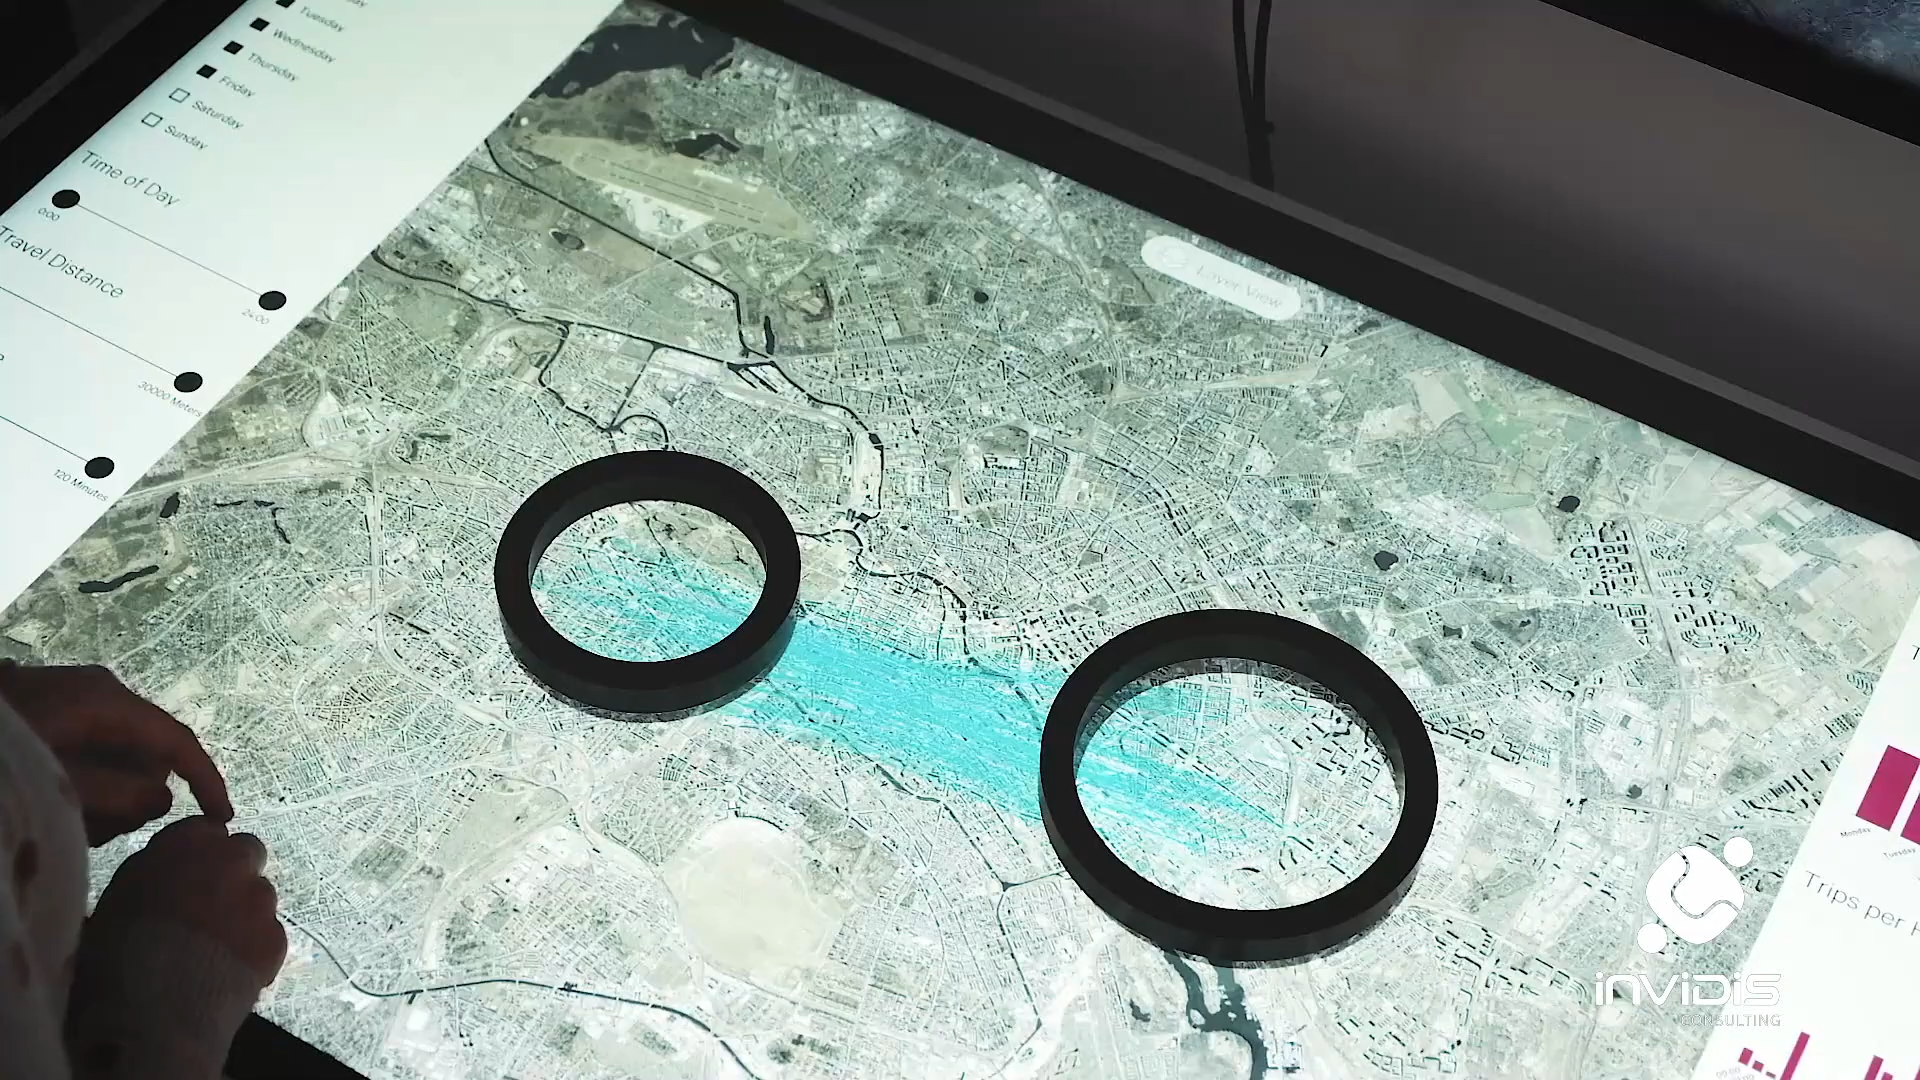 Tuesday
Wednesday
Thursday
Friday
Saturday
Sunday
Time of Day
0:00
24:00
Travel Distance
30000 Meters
120 Minutes
Layer View
Monday
Tuesday
Trips per
iNViDiS
CONSULTING